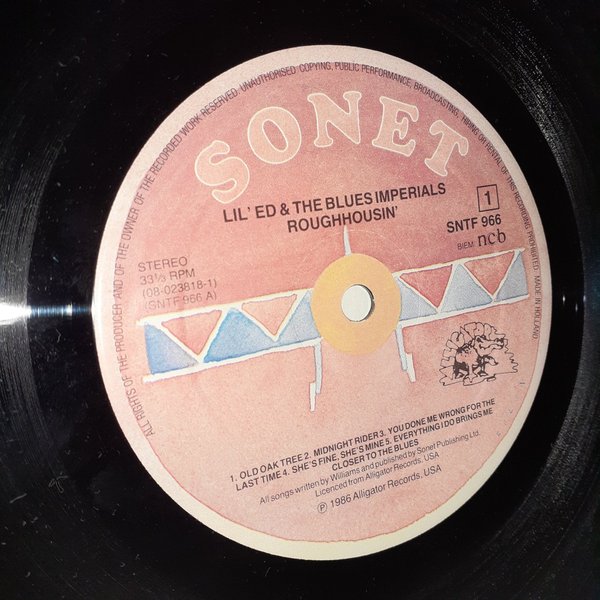 ALL RIGHTS OF THE PRODUCER AND OF THE OWNER OF THE RECORDED WORK RESERVED. UNAUTHORISED COPYING, PUBLIC PERFORMANCE, BROADCASTING, HIRING OR RENTAL OF THIS RECORDING PROHIBITED. MADE IN HOLLAND
SONET
LIL' ED & THE BLUES IMPERIALS
ROUGHHOUSIN'
1
SNTF 966
BIEM ncb
STEREO
33⅓ RPM
(08-023818-1)
(SNTF 966 A)
ALLIGATOR
1. OLD OAK TREE 2. MIDNIGHT RIDER 3. YOU DONE ME WRONG FOR THE
LAST TIME 4. SHE'S FINE, SHE'S MINE 5. EVERYTHING I DO BRINGS ME
CLOSER TO THE BLUES
All songs written by Williams and published by Sonet Publishing Ltd.
Licenced from Alligator Records, USA
℗ 1986 Alligator Records, USA